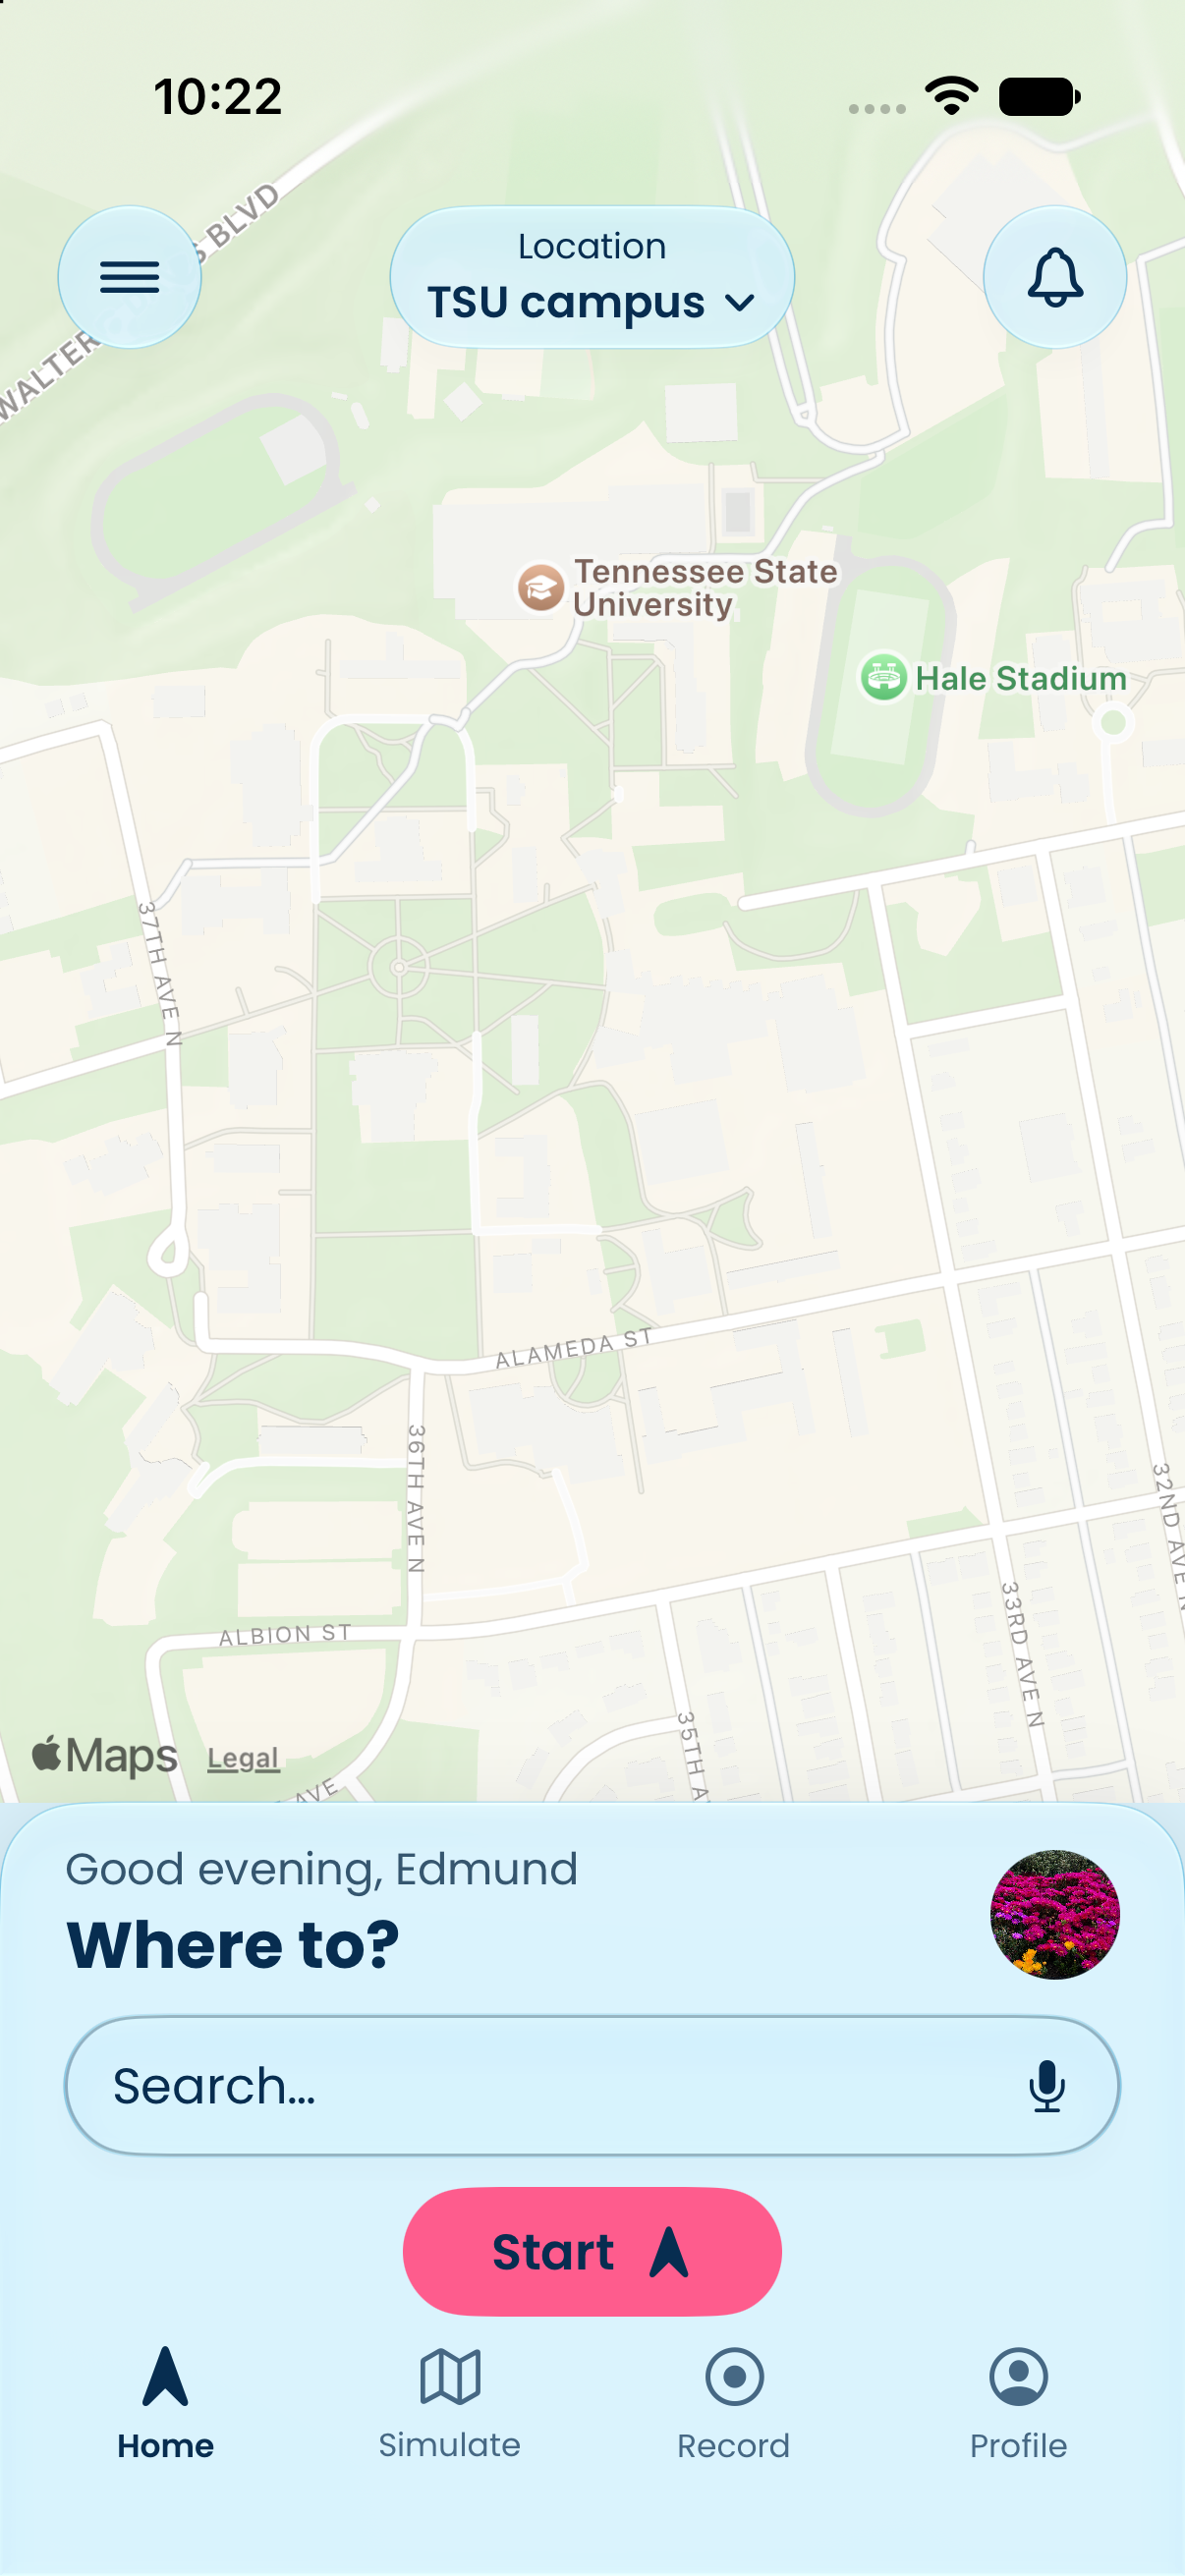 10:22
WALTER
S BLVD
Location
TSU campus
Tennessee State
University
Hale Stadium
37TH AVE N
ALAMEDA ST
36TH AVE N
32ND AVE N
33RD AVE N
ALBION ST
35TH A
AVE
Maps
Legal
Good evening, Edmund
Where to?
Search...
Start
Home
Simulate
Record
Profile